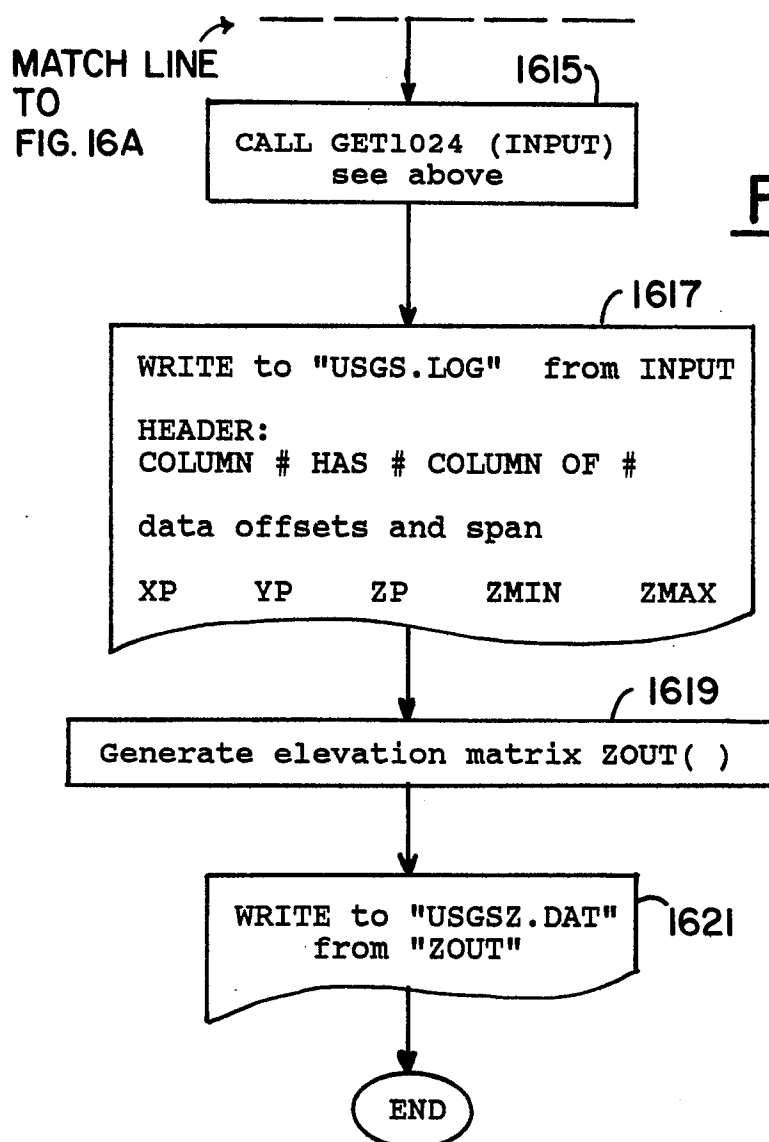 MATCH LINE
TO
FIG. 16A
1615
CALL GET1024 (INPUT)
see above
F
1617
WRITE to "USGS.LOG" from INPUT
HEADER:
COLUMN # HAS # COLUMN OF #
data offsets and span
XP YP ZP ZMIN ZMAX
1619
Generate elevation matrix ZOUT( )
WRITE to "USGSZ.DAT"
from "ZOUT"
1621
END